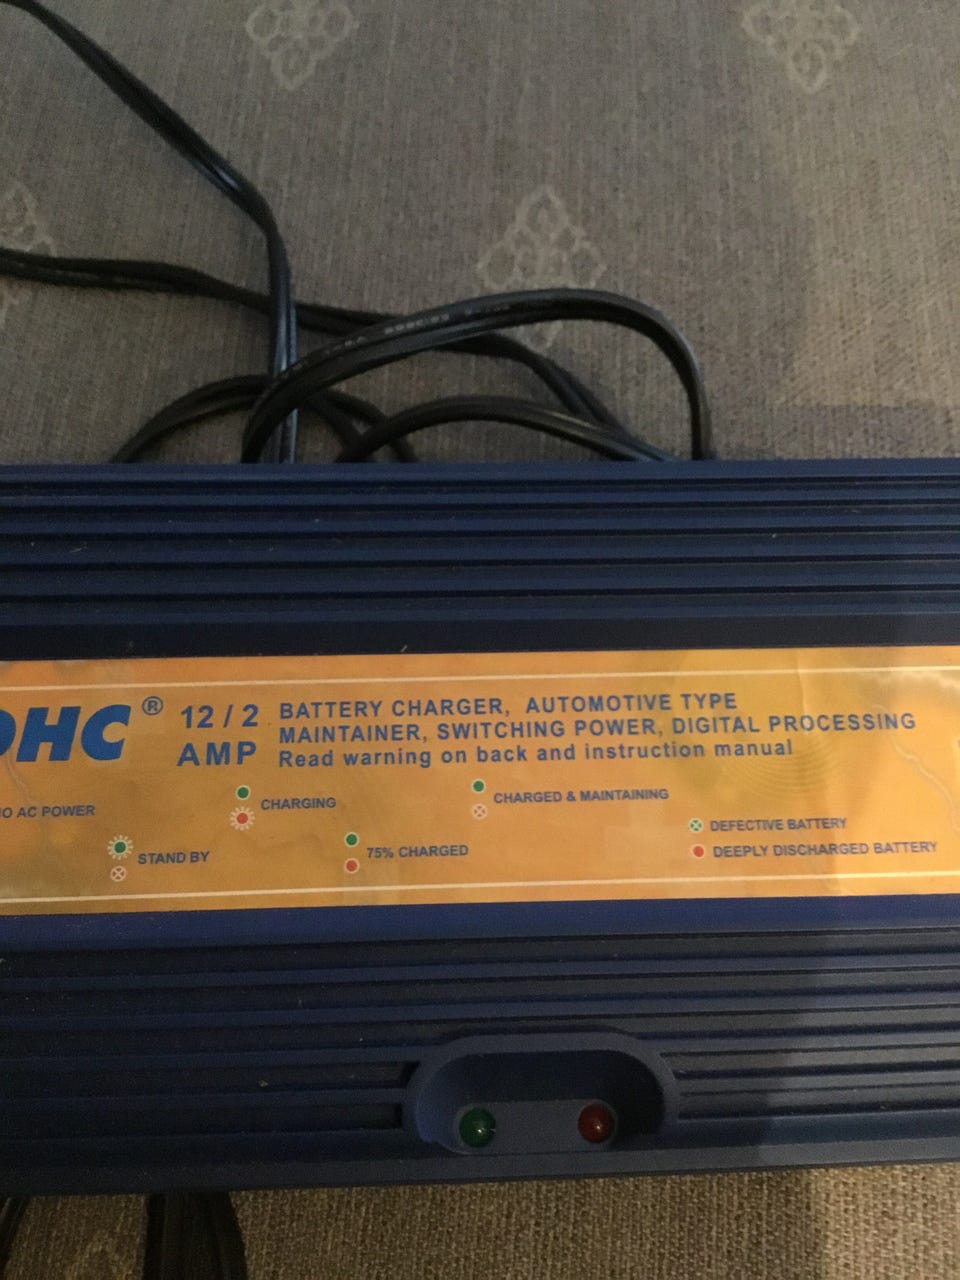 DHC ®
12 / 2 AMP
BATTERY CHARGER, AUTOMOTIVE TYPE
MAINTAINER, SWITCHING POWER, DIGITAL PROCESSING
Read warning on back and instruction manual
AC POWER
STAND BY
CHARGING
75% CHARGED
CHARGED & MAINTAINING
DEFECTIVE BATTERY
DEEPLY DISCHARGED BATTERY